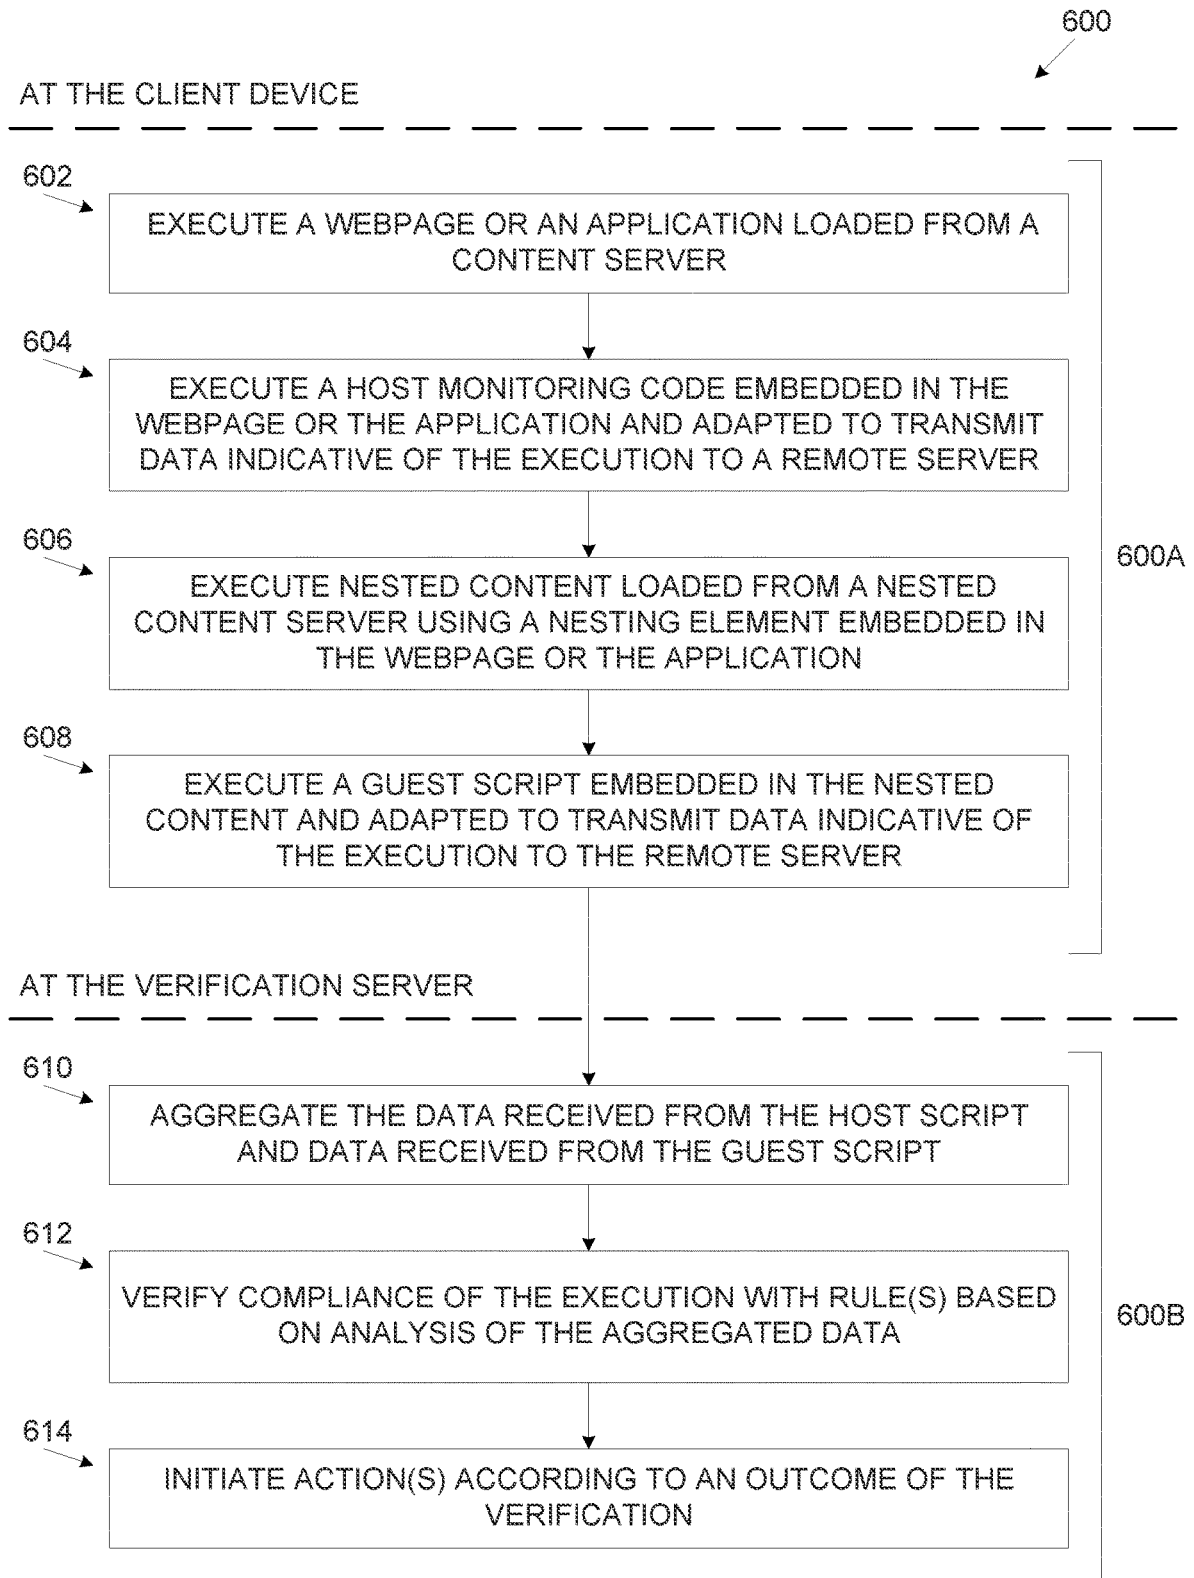 600
AT THE CLIENT DEVICE
602
EXECUTE A WEBPAGE OR AN APPLICATION LOADED FROM A
CONTENT SERVER
604
EXECUTE A HOST MONITORING CODE EMBEDDED IN THE
WEBPAGE OR THE APPLICATION AND ADAPTED TO TRANSMIT
DATA INDICATIVE OF THE EXECUTION TO A REMOTE SERVER
606
EXECUTE NESTED CONTENT LOADED FROM A NESTED
CONTENT SERVER USING A NESTING ELEMENT EMBEDDED IN
THE WEBPAGE OR THE APPLICATION
600A
608
EXECUTE A GUEST SCRIPT EMBEDDED IN THE NESTED
CONTENT AND ADAPTED TO TRANSMIT DATA INDICATIVE OF
THE EXECUTION TO THE REMOTE SERVER
AT THE VERIFICATION SERVER
610
AGGREGATE THE DATA RECEIVED FROM THE HOST SCRIPT
AND DATA RECEIVED FROM THE GUEST SCRIPT
612
VERIFY COMPLIANCE OF THE EXECUTION WITH RULE(S) BASED
ON ANALYSIS OF THE AGGREGATED DATA
600B
614
INITIATE ACTION(S) ACCORDING TO AN OUTCOME OF THE
VERIFICATION